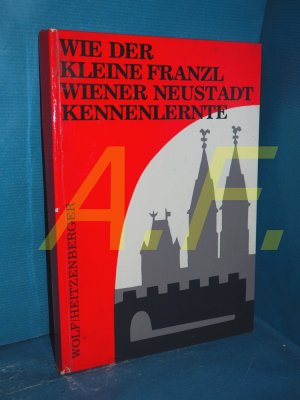 WIE DER
KLEINE FRANZL
WIENER NEUSTADT
KENNENLERNTE
WOLF/HEITZENBERGER
A.F.